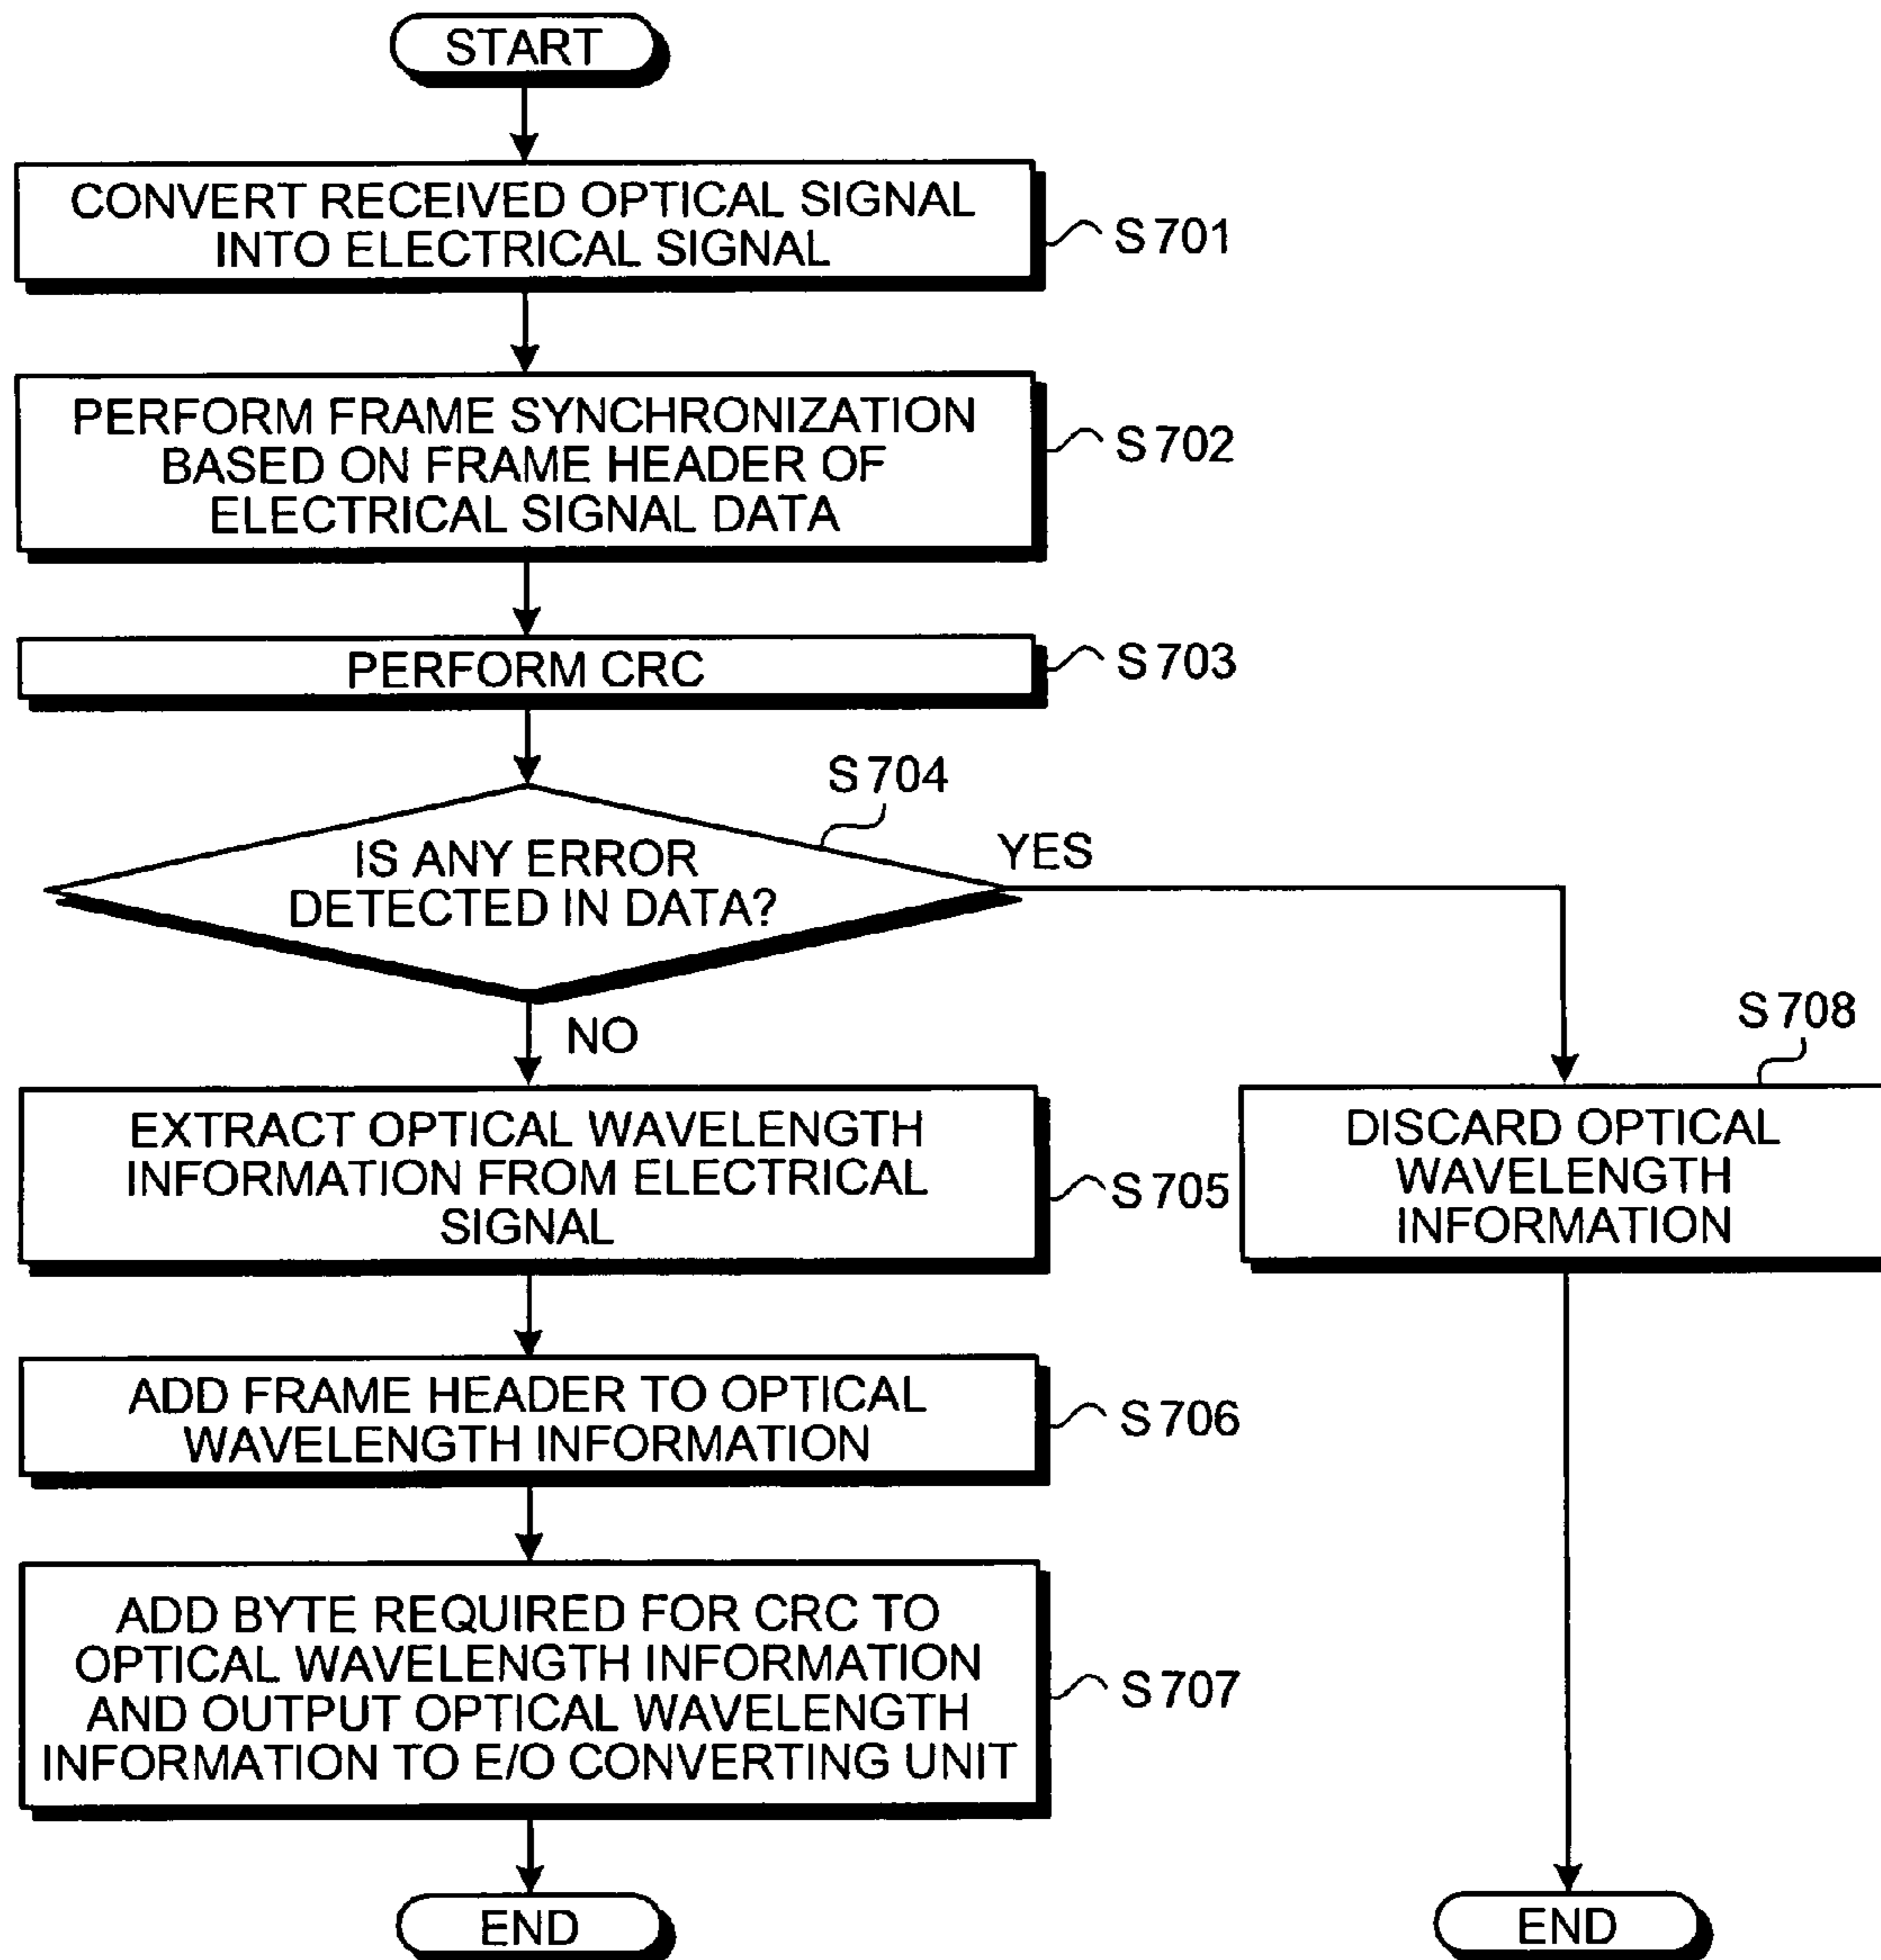 START
CONVERT RECEIVED OPTICAL SIGNAL
INTO ELECTRICAL SIGNAL
S701
PERFORM FRAME SYNCHRONIZATION
BASED ON FRAME HEADER OF
ELECTRICAL SIGNAL DATA
S702
PERFORM CRC
S703
S704
IS ANY ERROR
DETECTED IN DATA?
YES
NO
EXTRACT OPTICAL WAVELENGTH
INFORMATION FROM ELECTRICAL
SIGNAL
S705
S708
DISCARD OPTICAL
WAVELENGTH
INFORMATION
ADD FRAME HEADER TO OPTICAL
WAVELENGTH INFORMATION
S706
ADD BYTE REQUIRED FOR CRC TO
OPTICAL WAVELENGTH INFORMATION
AND OUTPUT OPTICAL WAVELENGTH
INFORMATION TO E/O CONVERTING UNIT
S707
END
END